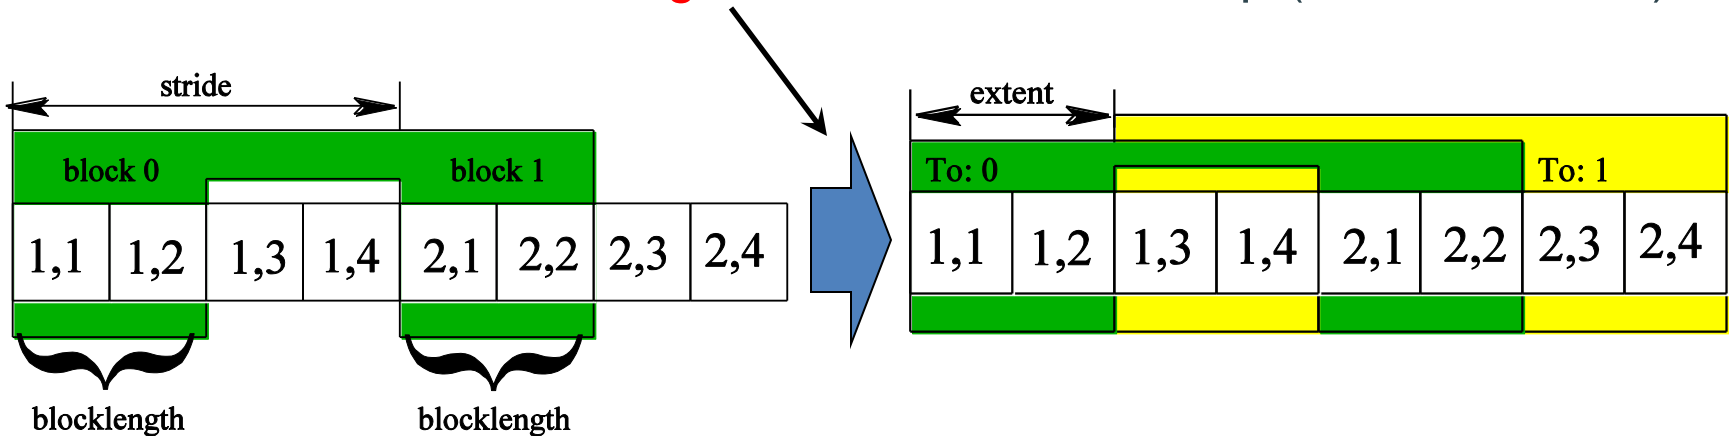 stride
block 0
block 1
1,1 1,2 1,3 1,4 2,1 2,2 2,3 2,4
blocklength
blocklength
extent
To: 0
To: 1
1,1 1,2 1,3 1,4 2,1 2,2 2,3 2,4